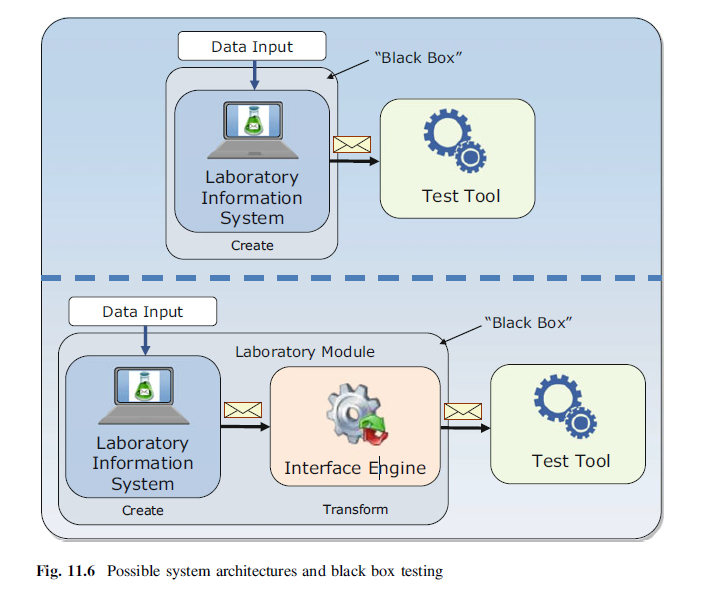 Data Input
“Black Box”
Laboratory
Information
System
Create
Test Tool
Data Input
“Black Box”
Laboratory Module
Laboratory
Information
System
Create
Interface Engine
Transform
Test Tool
Fig. 11.6 Possible system architectures and black box testing